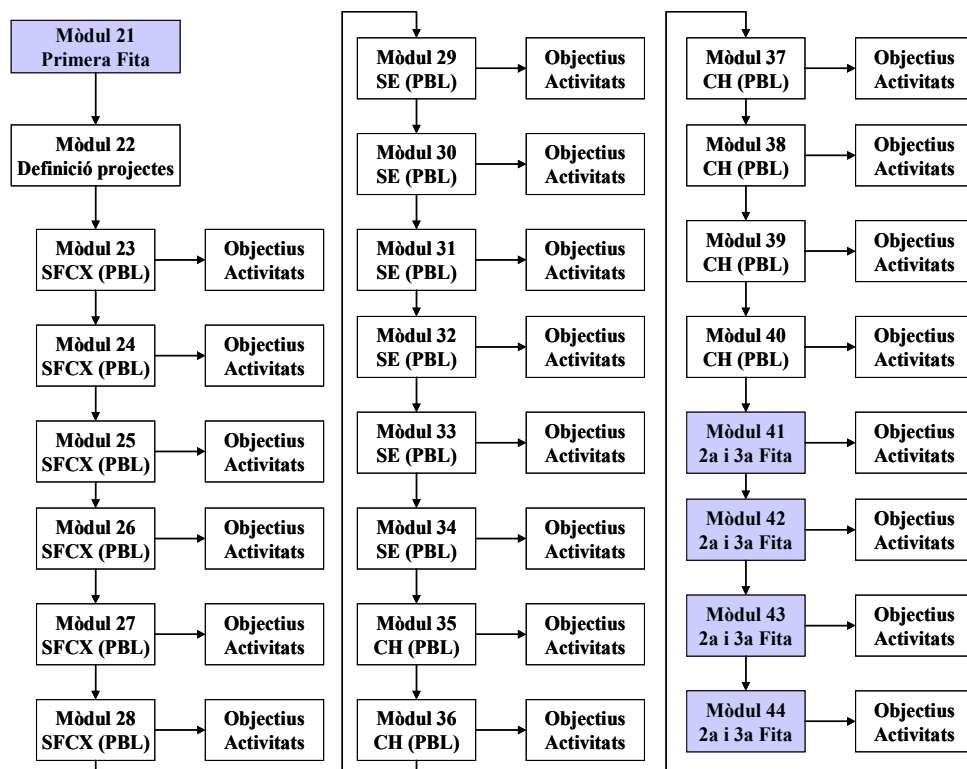 Mòdul 21
Primera Fita
Mòdul 22
Definició projectes
Mòdul 23
SFCX (PBL)
Objectius
Activitats
Mòdul 24
SFCX (PBL)
Objectius
Activitats
Mòdul 25
SFCX (PBL)
Objectius
Activitats
Mòdul 26
SFCX (PBL)
Objectius
Activitats
Mòdul 27
SFCX (PBL)
Objectius
Activitats
Mòdul 28
SFCX (PBL)
Objectius
Activitats
Mòdul 29
SE (PBL)
Objectius
Activitats
Mòdul 30
SE (PBL)
Objectius
Activitats
Mòdul 31
SE (PBL)
Objectius
Activitats
Mòdul 32
SE (PBL)
Objectius
Activitats
Mòdul 33
SE (PBL)
Objectius
Activitats
Mòdul 34
SE (PBL)
Objectius
Activitats
Mòdul 35
CH (PBL)
Objectius
Activitats
Mòdul 36
CH (PBL)
Objectius
Activitats
Mòdul 37
CH (PBL)
Objectius
Activitats
Mòdul 38
CH (PBL)
Objectius
Activitats
Mòdul 39
CH (PBL)
Objectius
Activitats
Mòdul 40
CH (PBL)
Objectius
Activitats
Mòdul 41
2a i 3a Fita
Objectius
Activitats
Mòdul 42
2a i 3a Fita
Objectius
Activitats
Mòdul 43
2a i 3a Fita
Objectius
Activitats
Mòdul 44
2a i 3a Fita
Objectius
Activitats